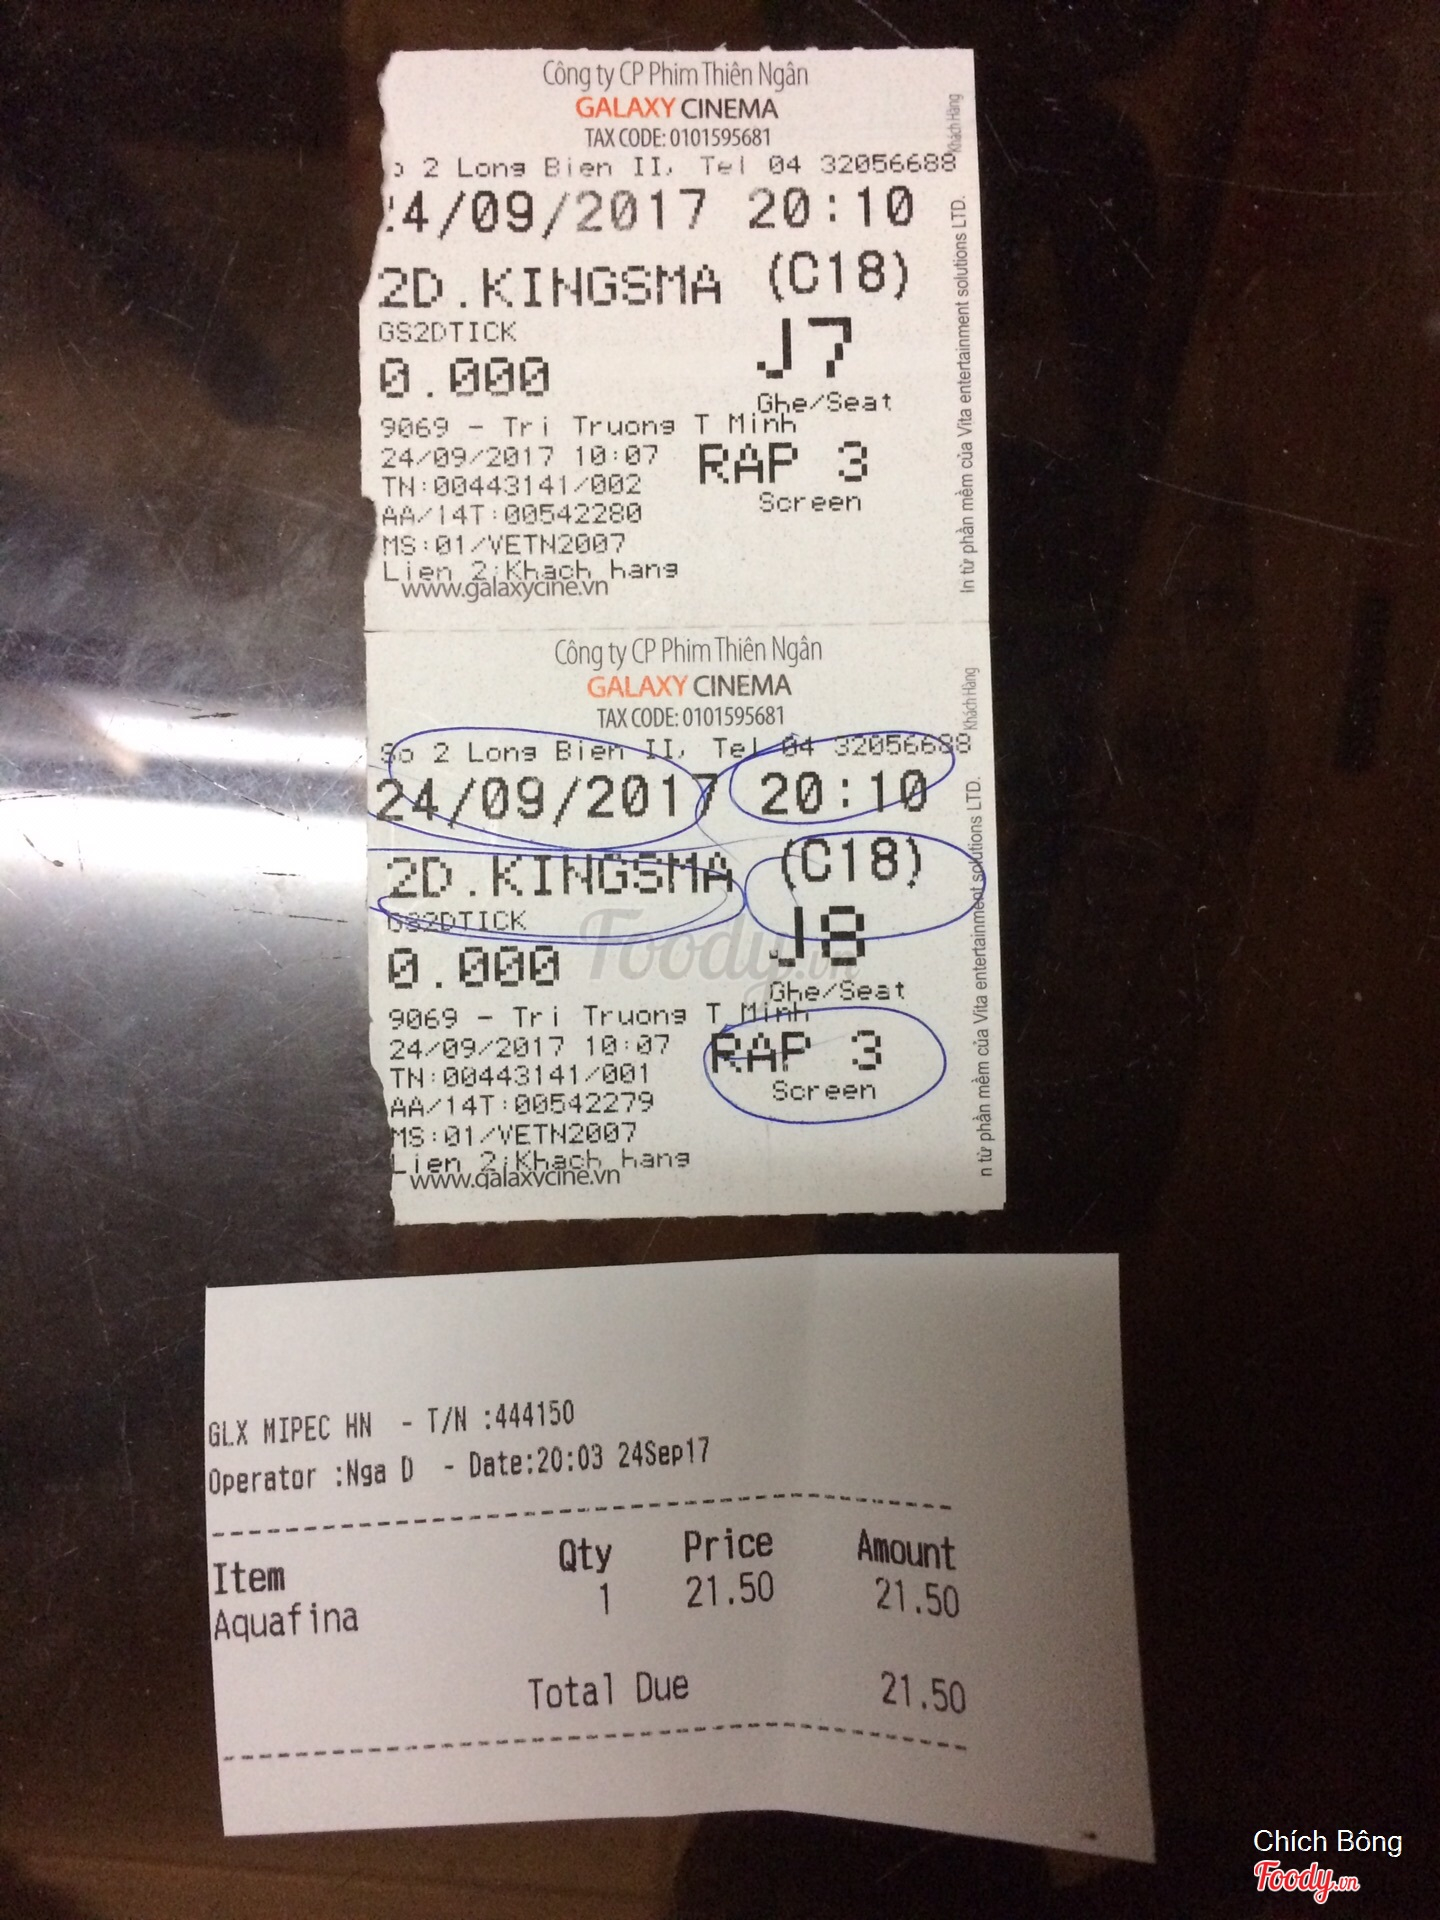 Công ty CP Phim Thiên Ngân
GALAXY CINEMA
TAX CODE: 0101595681
o 2 Long Bien II, Tel 04 32056688
24/09/2017 20:10
2D.KINGSMA (C18)
GS2DTICK
J7
0.000
Ghe/Seat
9069 - Tri Truong T Minh
24/09/2017 10:07
RAP 3
TN:00443141/002
Screen
AA/14T:00542280
MS:01/VETN2007
Lien 2:Khach hang
www.galaxycine.vn
Khách Hàng
In từ phần mềm của Vita entertainment solutions LTD.
Công ty CP Phim Thiên Ngân
GALAXY CINEMA
TAX CODE: 0101595681
So 2 Long Bien II, Tel 04 32056688
24/09/2017 20:10
2D.KINGSMA (C18)
GS2DTICK
J8
0.000
Ghe/Seat
9069 - Tri Truong T Minh
24/09/2017 10:07
RAP 3
TN:00443141/001
Screen
AA/14T:00542279
MS:01/VETN2007
Lien 2:Khach hang
www.galaxycine.vn
Khách Hàng
n từ phần mềm của Vita entertainment solutions LTD.
Foody.vn
GLX MIPEC HN - T/N :444150
Operator :Nga D - Date:20:03 24Sep17
Item Qty Price Amount
Aquafina 1 21.50 21.50
Total Due 21.50
Chích Bông
Foody.vn